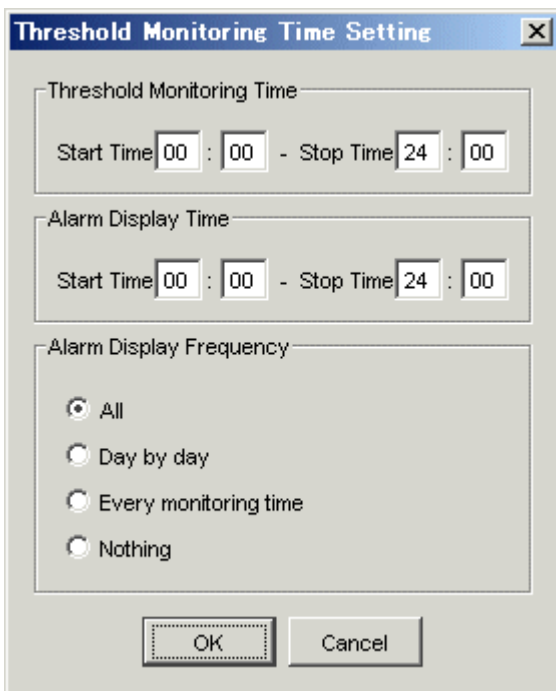 Threshold Monitoring Time Setting
Threshold Monitoring Time
Start Time 00 : 00 - Stop Time 24 : 00
Alarm Display Time
Start Time 00 : 00 - Stop Time 24 : 00
Alarm Display Frequency
All
Day by day
Every monitoring time
Nothing
OK Cancel